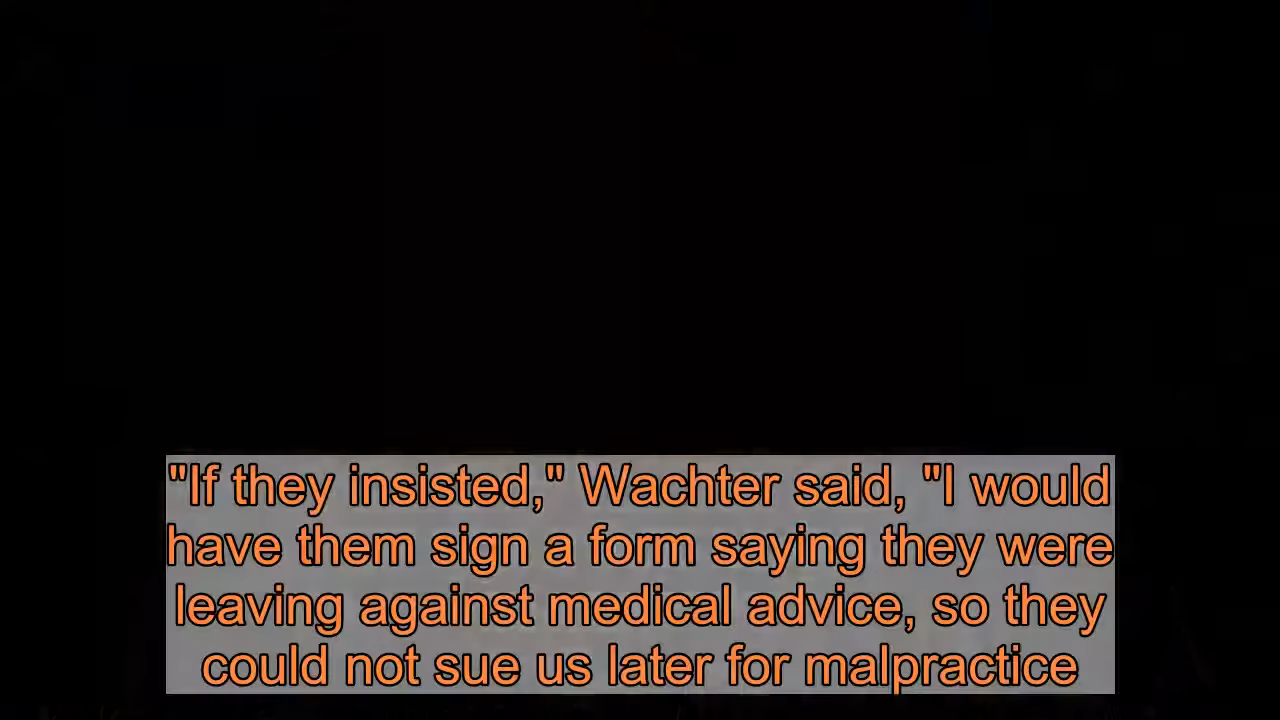 "If they insisted," Wachter said, "I would
have them sign a form saying they were
leaving against medical advice, so they
could not sue us later for malpractice